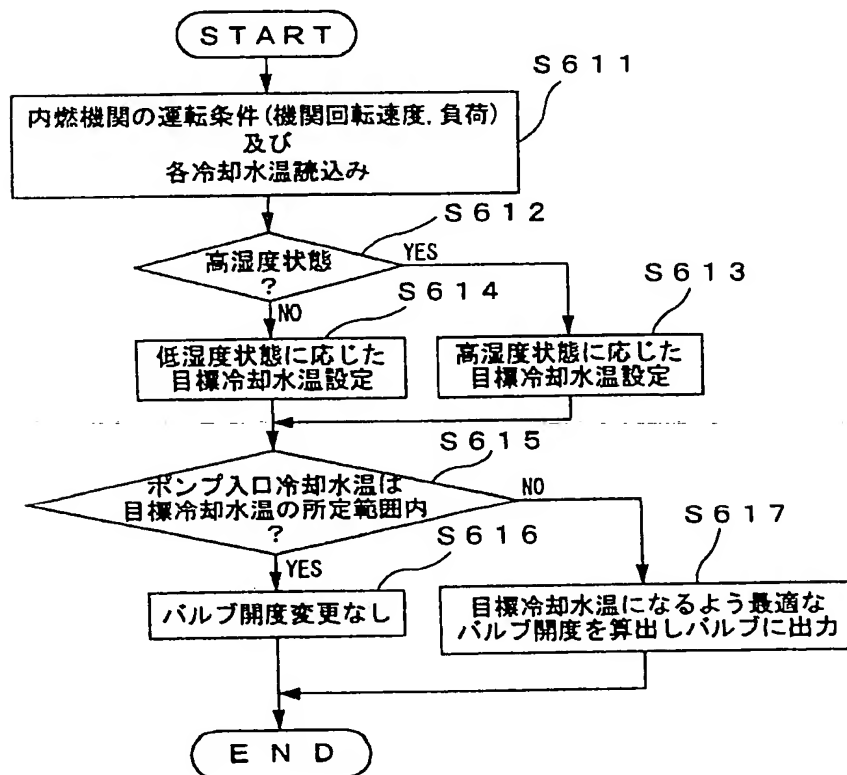 START
S611
内燃機関の運転条件(機関回転速度,負荷)
及び
各冷却水温読込み
S612
高湿度状態
?
YES
NO
S613
S614
低湿度状態に応じた
目標冷却水温設定
高湿度状態に応じた
目標冷却水温設定
S615
ポンプ入口冷却水温は
目標冷却水温の所定範囲内
?
NO
YES
S616
S617
バルブ開度変更なし
目標冷却水温になるよう最適な
バルブ開度を算出しバルブに出力
END